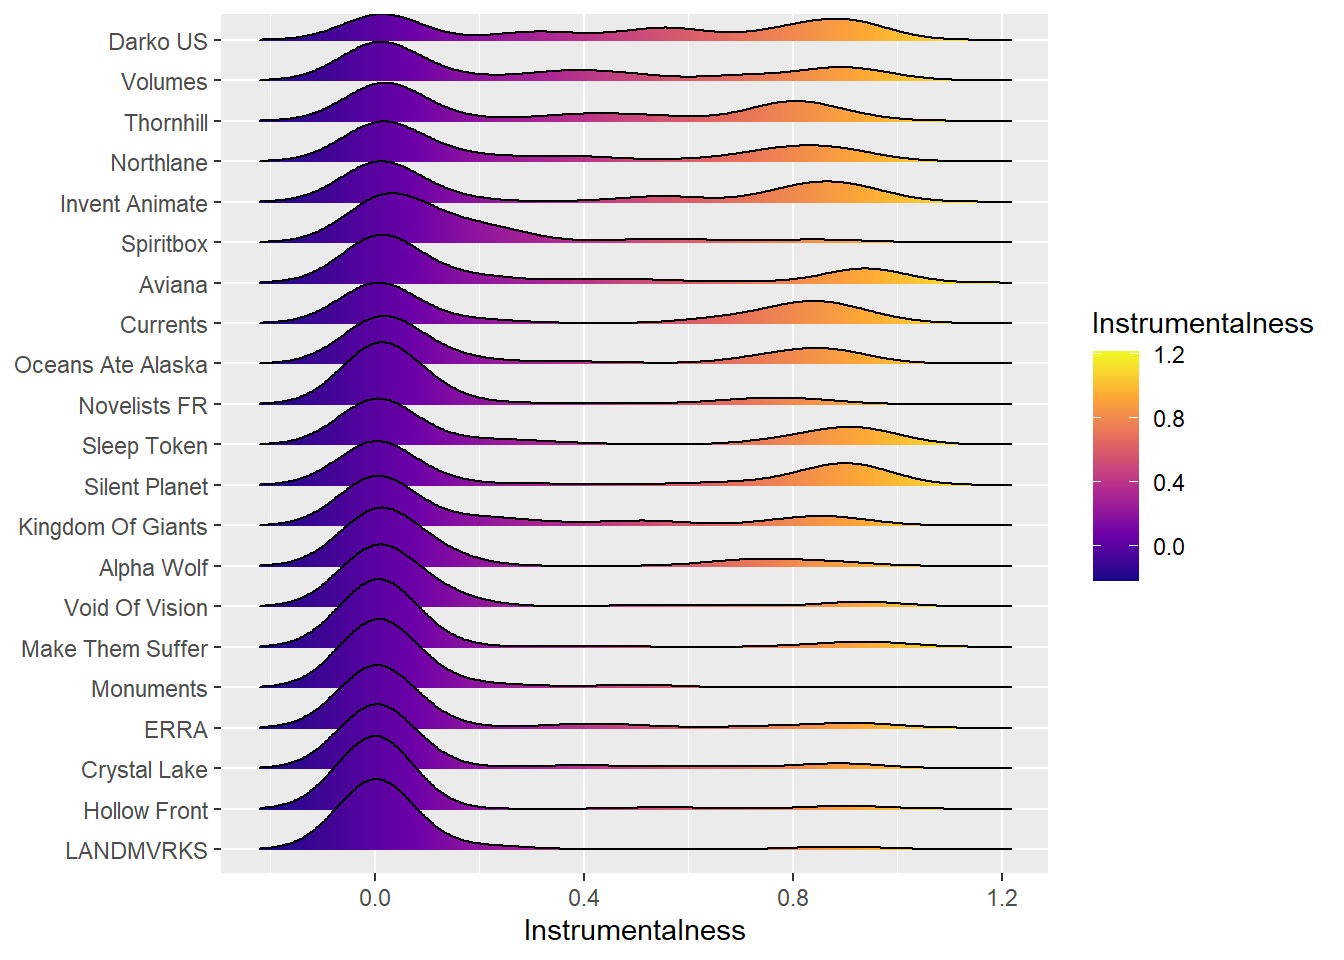 Darko US
Volumes
Thornhill
Northlane
Invent Animate
Spiritbox
Aviana
Currents
Oceans Ate Alaska
Novelists FR
Sleep Token
Silent Planet
Kingdom Of Giants
Alpha Wolf
Void Of Vision
Make Them Suffer
Monuments
ERRA
Crystal Lake
Hollow Front
LANDMVRKS
0.0 0.4 0.8 1.2
Instrumentalness
Instrumentalness
1.2
0.8
0.4
0.0